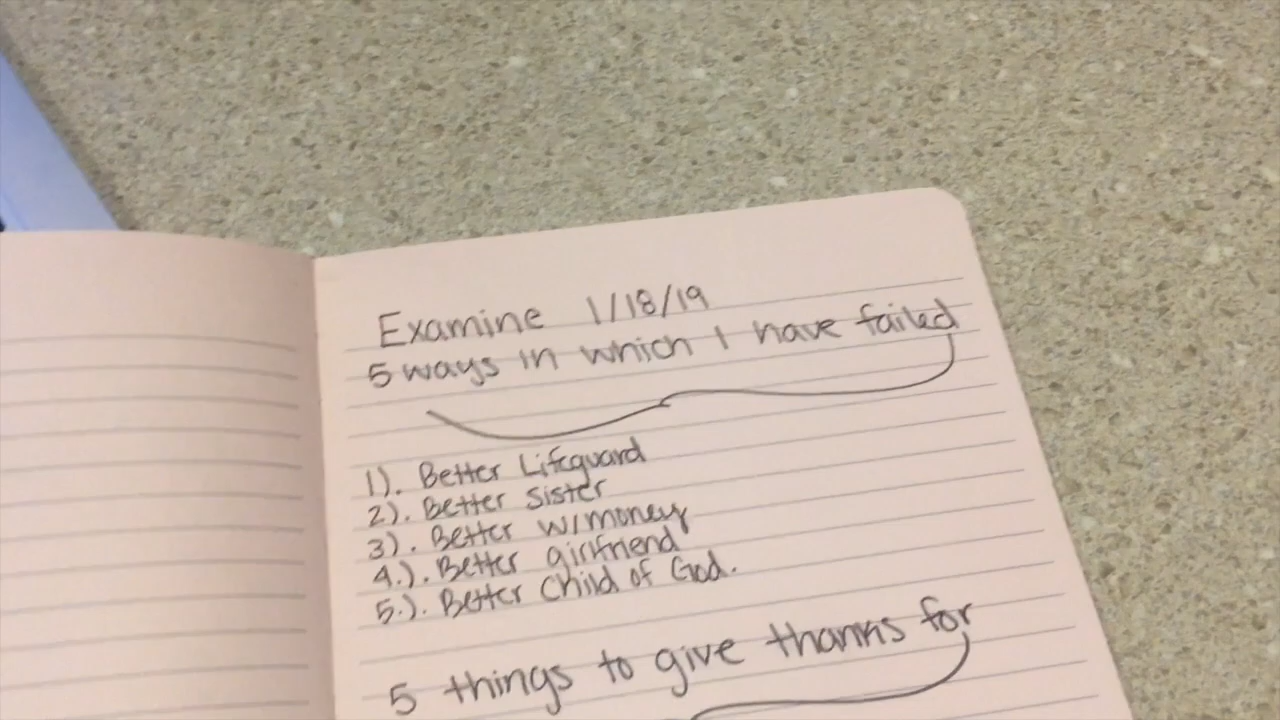 Examine 1/18/19
5 ways in which I have failed
1). Better Lifeguard
2). Better sister
3). Better w/money
4.). Better girlfriend
5.). Better Child of God.
5 things to give thanks for